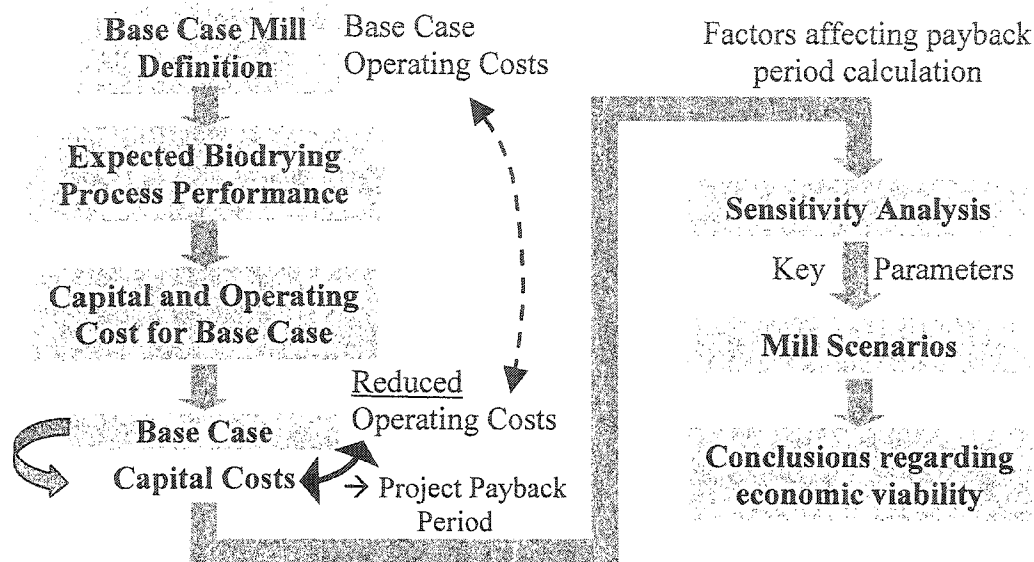 Base Case Mill
Definition
Base Case
Operating Costs
Expected Biodrying
Process Performance
Capital and Operating
Cost for Base Case
Reduced
Operating Costs
Base Case
Capital Costs
→ Project Payback
Period
Factors affecting payback
period calculation
Sensitivity Analysis
Key Parameters
Mill Scenarios
Conclusions regarding
economic viability